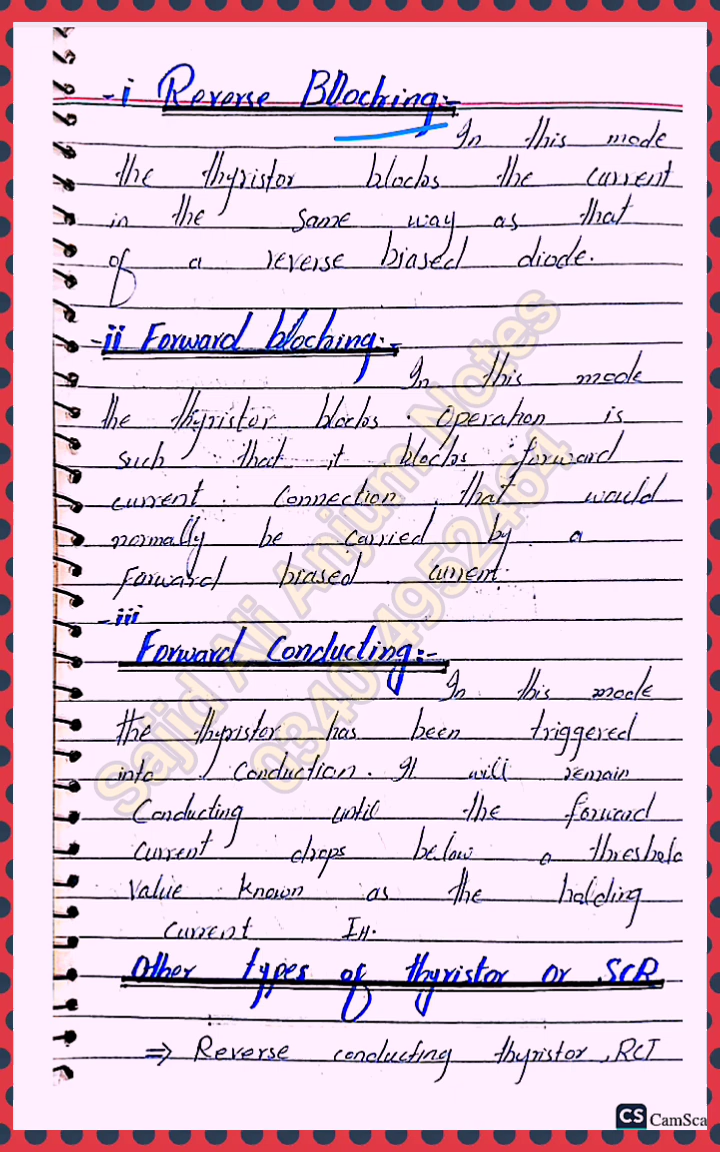 -i Reverse Blocking:-
In this mode
the thyristor blocks the current
in the same way as that
of a reverse biased diode.
-ii Forward blocking:-
In this mode
the thyristor blocks. Operation is
such that it blocks forward
current. Connection that would
normally be carried by a
Forward biased current.
-iii
Forward Conducting:-
In this mode
the thyristor has been triggered
into Conduction. It will remain
Conducting until the forward
current drops below a threshold
value known as the holding
current IH.
Other types of thyristor or SCR
⇒ Reverse conducting thyristor, RCT
Sajid Ali Anjum Notes
0340 4952464
CS CamSca